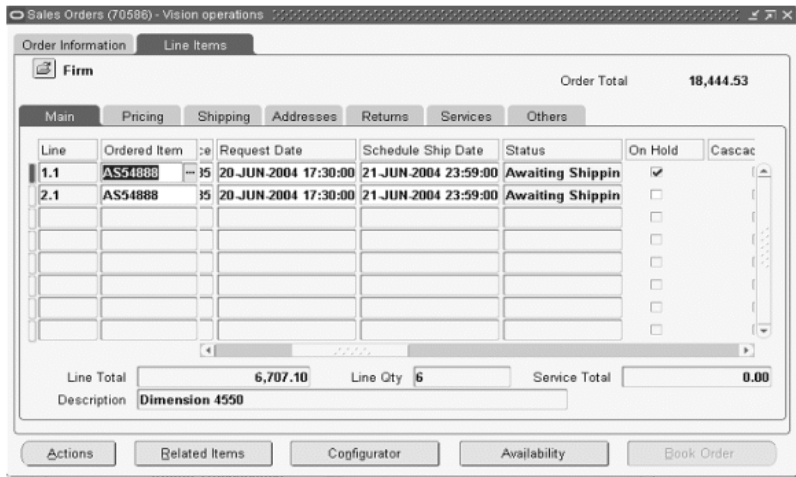 Sales Orders (70586) - Vision operations
Order Information Line Items
Firm
Order Total 18,444.53
Main Pricing Shipping Addresses Returns Services Others
Line Ordered Item ce Request Date Schedule Ship Date Status On Hold Cascac
1.1 AS54888 ... 35 20-JUN-2004 17:30:00 21-JUN-2004 23:59:00 Awaiting Shippin
2.1 AS54888 35 20-JUN-2004 17:30:00 21-JUN-2004 23:59:00 Awaiting Shippin
Line Total 6,707.10 Line Qty 6 Service Total 0.00
Description Dimension 4550
Actions Related Items Configurator Availability Book Order